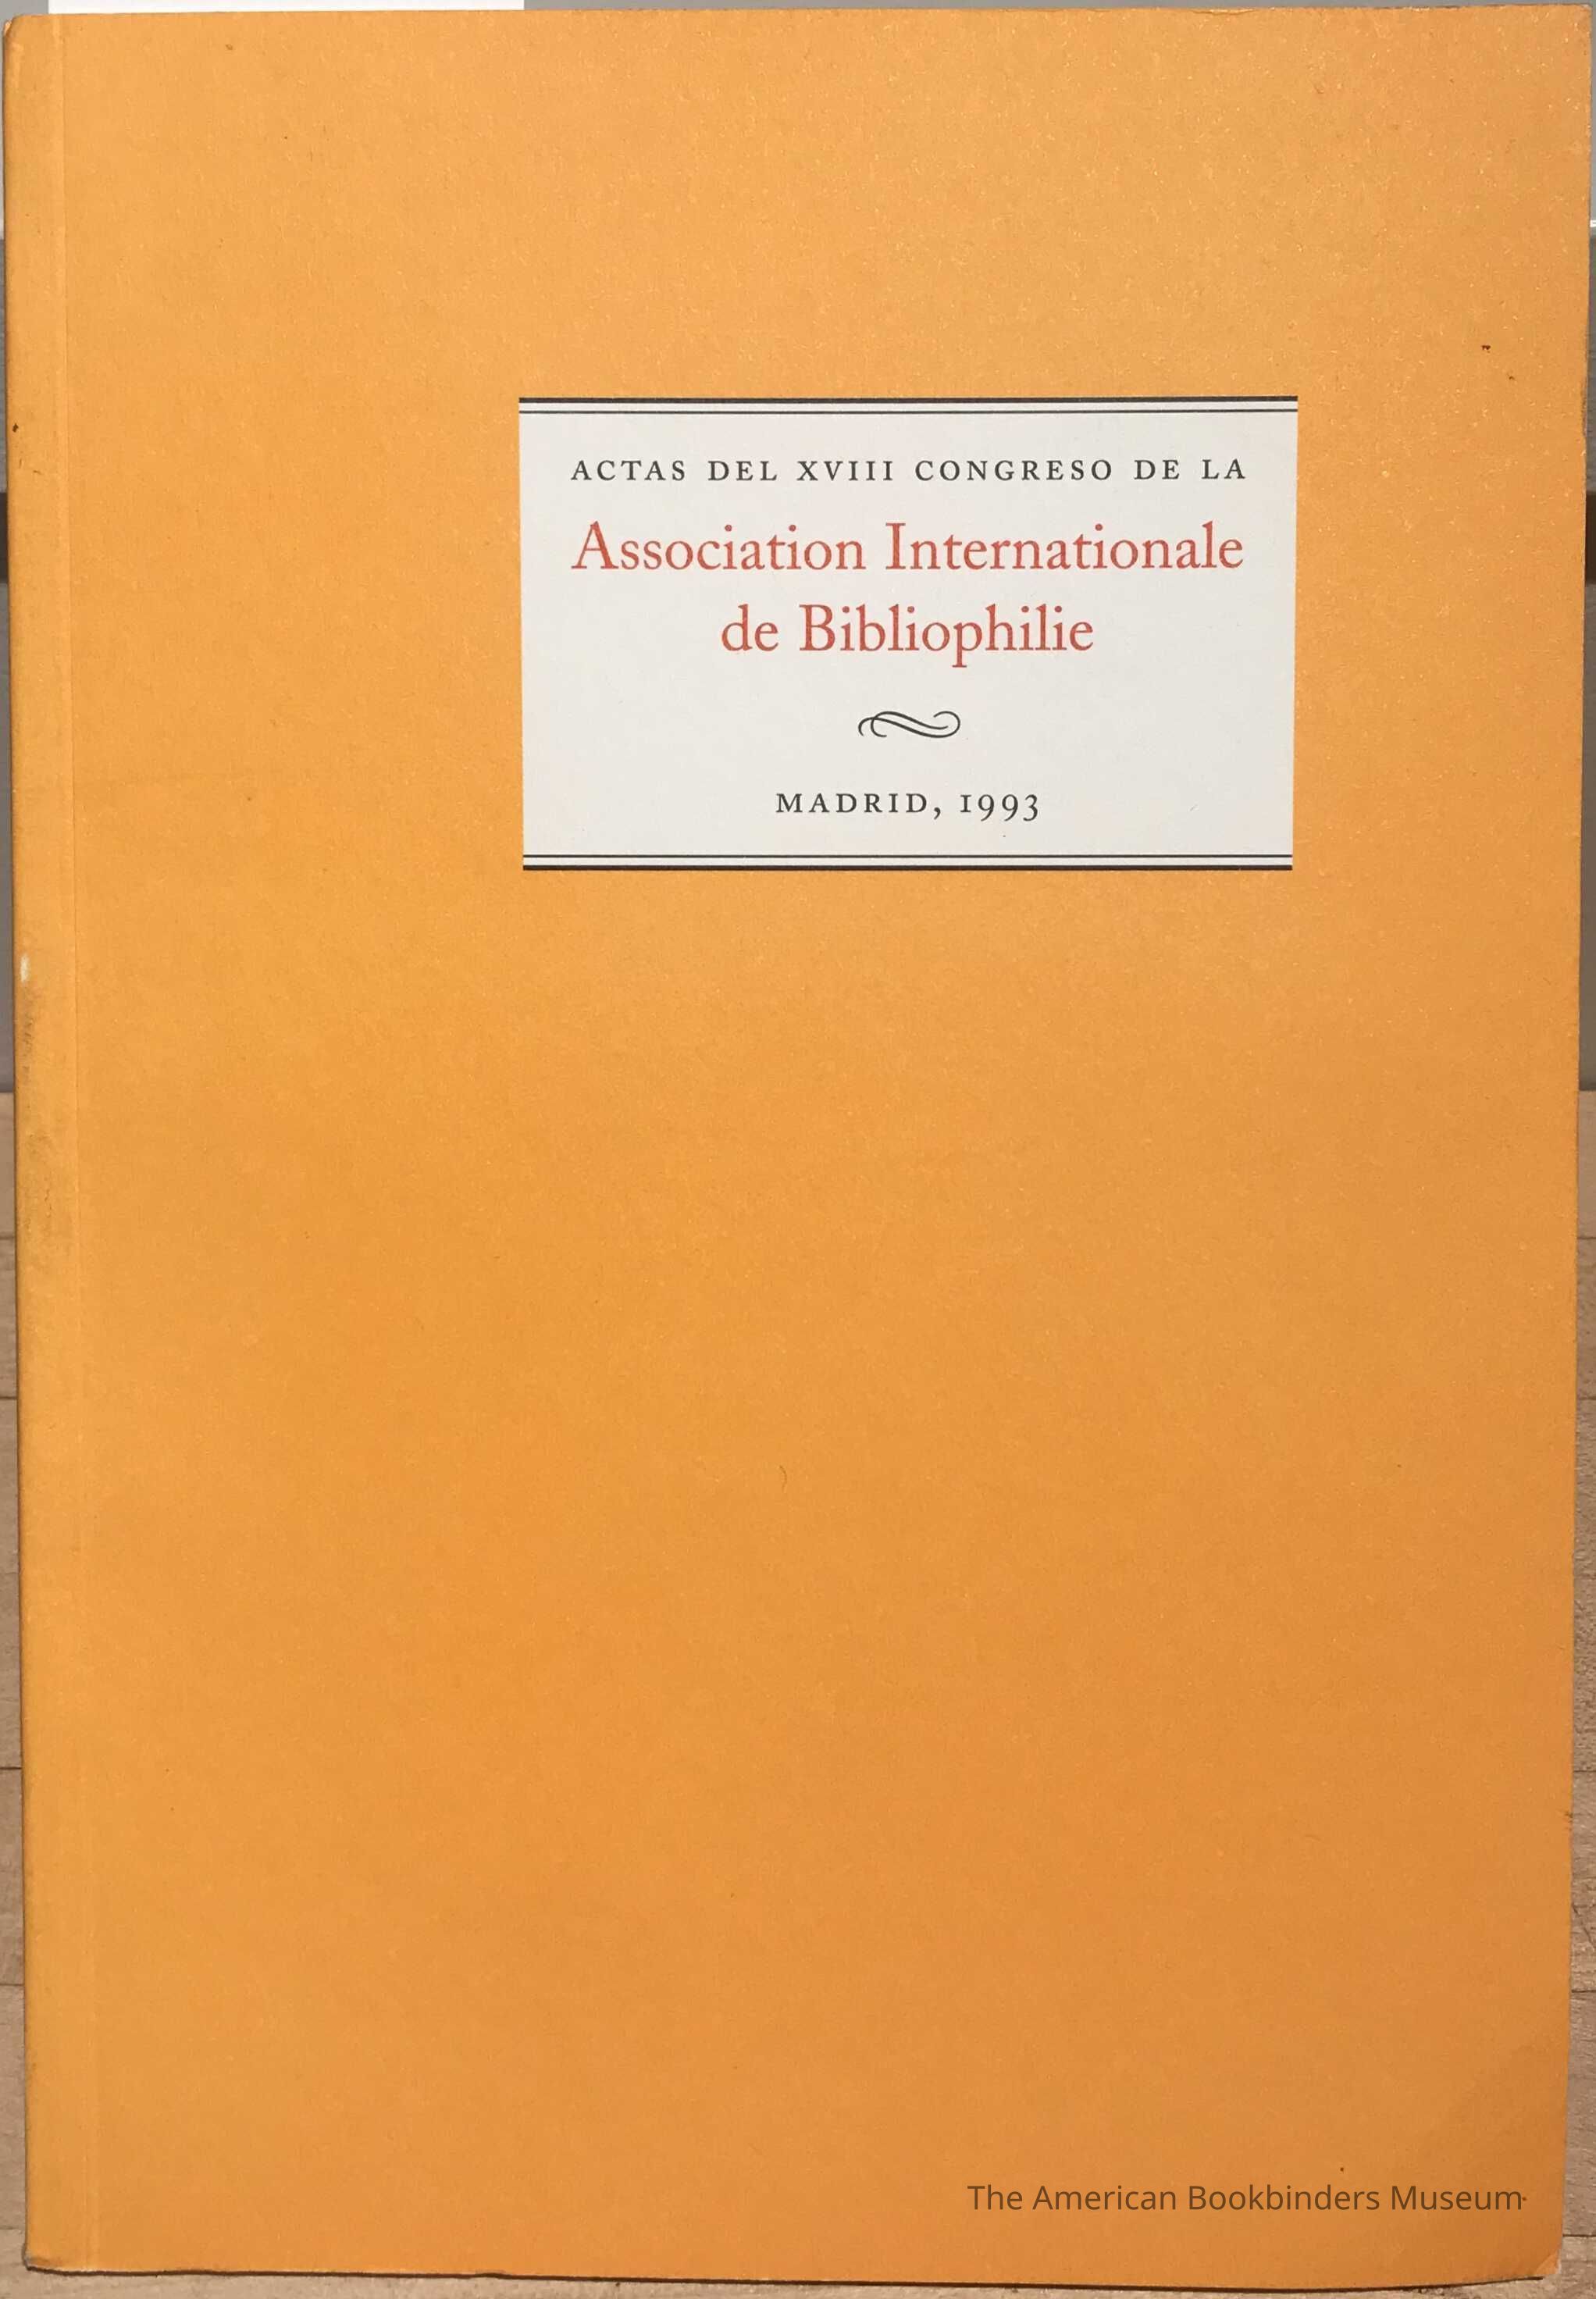 ACTAS DEL XVIII CONGRESO DE LA
Association Internationale
de Bibliophilie
MADRID, 1993
The American Bookbinders Museum